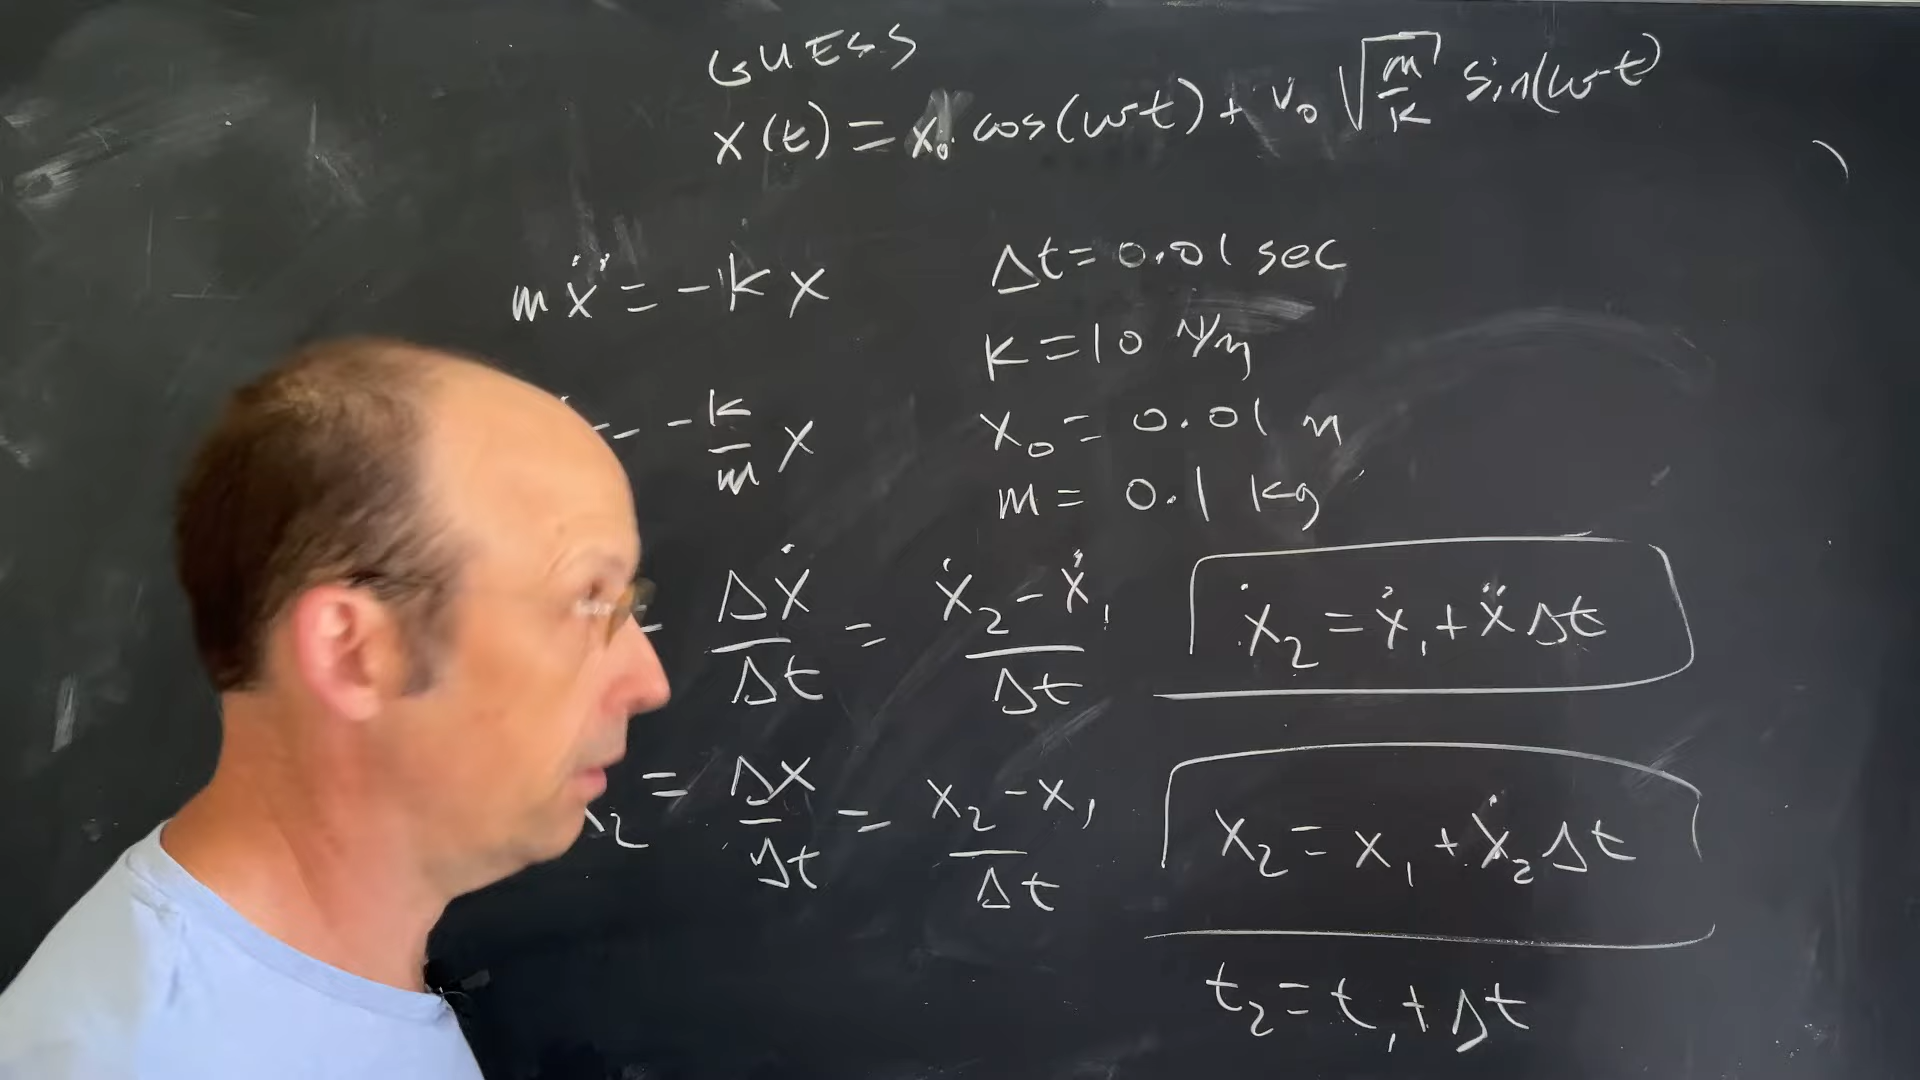 GUESS
x(t) = x₀ cos(ωt) + v₀ √(m/k) sin(ωt)
mẍ = -kx
Δt = 0.01 sec
k = 10 N/m
= -k/m x
x₀ = 0.01 m
m = 0.1 kg
= Δẋ/Δt = (ẋ₂ - ẋ₁)/Δt
ẋ₂ = ẋ₁ + ẍΔt
₂ = Δx/Δt = (x₂ - x₁)/Δt
x₂ = x₁ + ẋ₂Δt
t₂ = t₁ + Δt